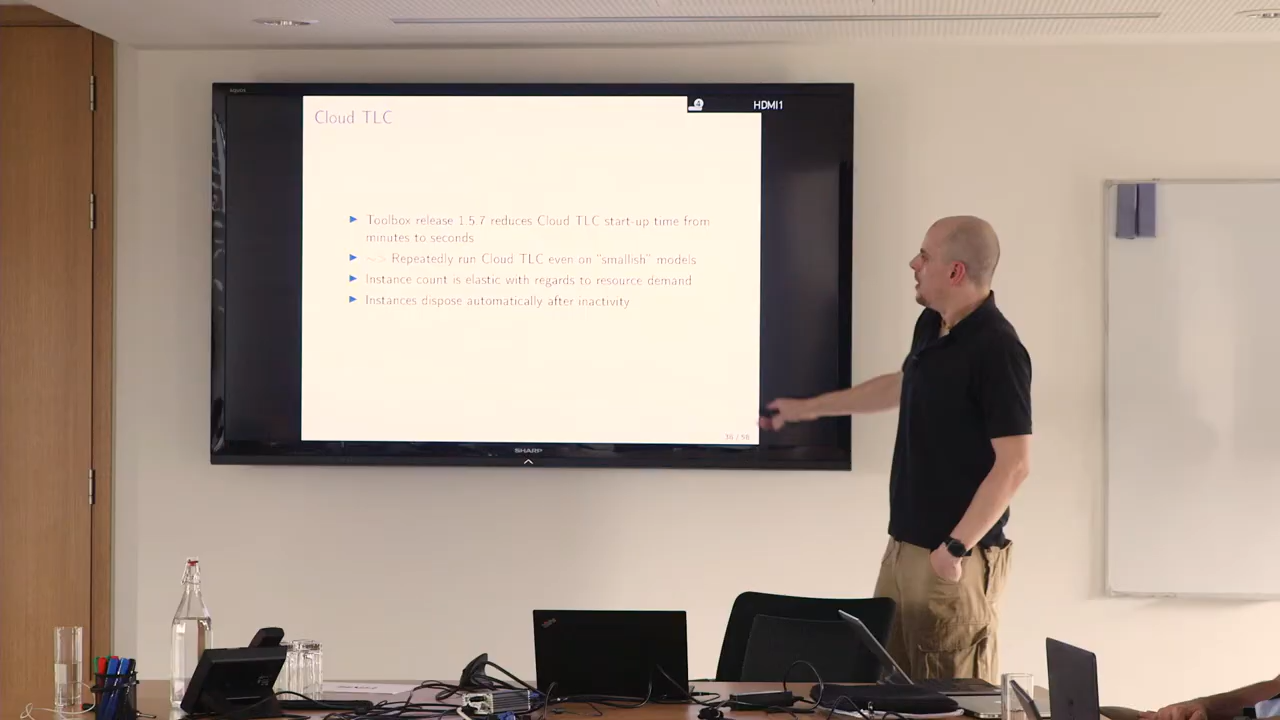 HDMI1
Cloud TLC
Toolbox release 1.5.7 reduces Cloud TLC start-up time from
minutes to seconds
~> Repeatedly run Cloud TLC even on "smallish" models
Instance count is elastic with regards to resource demand
Instances dispose automatically after inactivity
SHARP